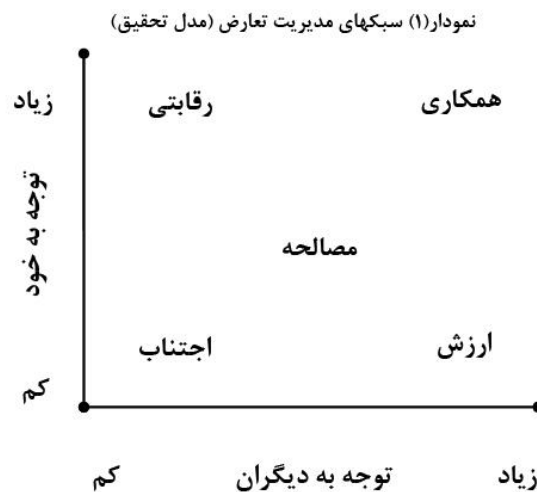 نمودار(۱) سبکهای مدیریت تعارض (مدل تحقیق)
زیاد
رقابتی
همکاری
توجه به خود
مصالحه
اجتناب
ارزش
کم
کم
توجه به دیگران
زیاد